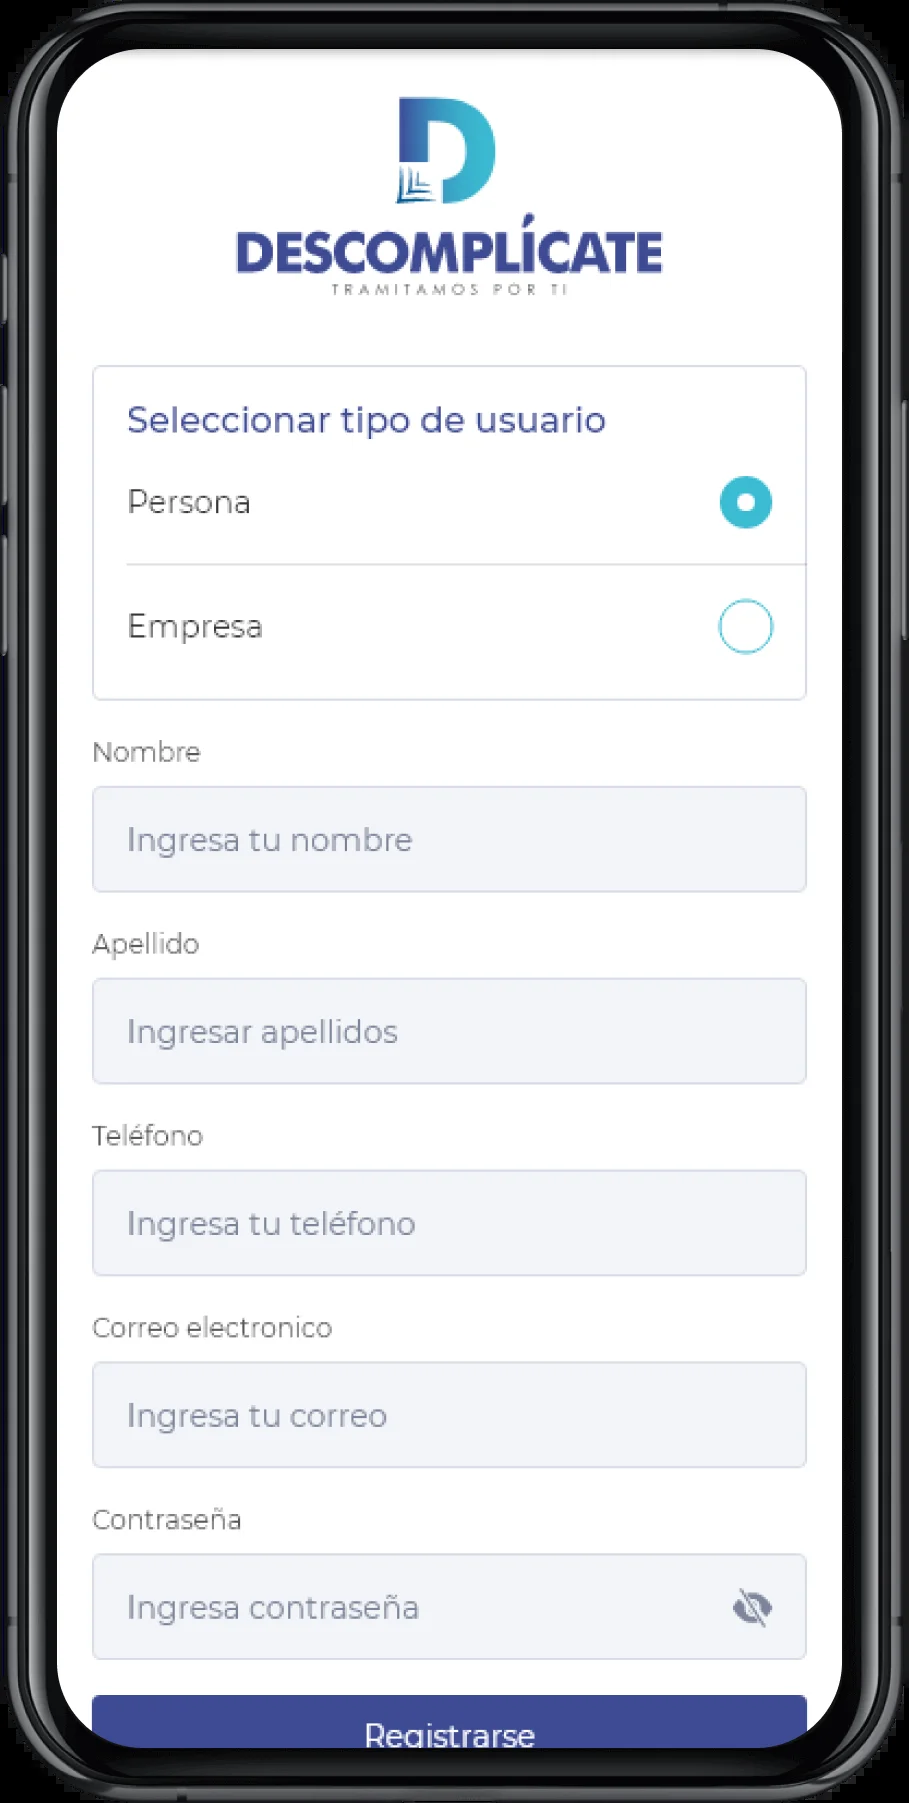 DESCOMPLÍCATE
TRAMITAMOS POR TI
Seleccionar tipo de usuario
Persona
Empresa
Nombre
Ingresa tu nombre
Apellido
Ingresar apellidos
Teléfono
Ingresa tu teléfono
Correo electronico
Ingresa tu correo
Contraseña
Ingresa contraseña
Registrarse